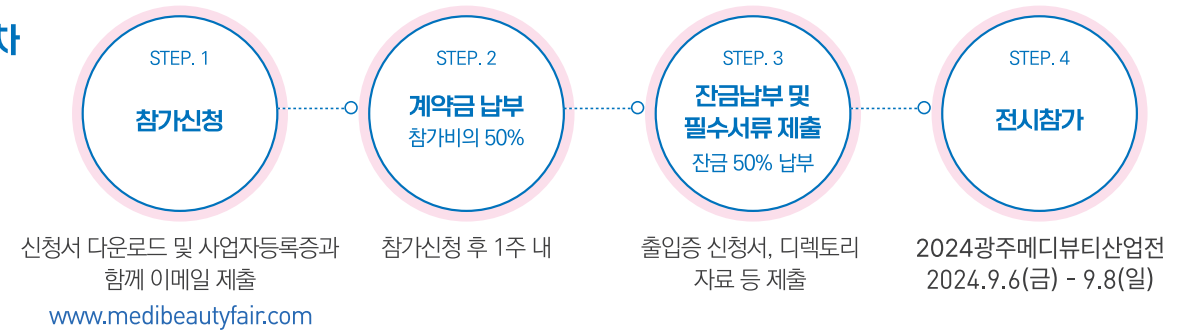 차
STEP. 1
참가신청
신청서 다운로드 및 사업자등록증과
함께 이메일 제출
www.medibeautyfair.com
STEP. 2
계약금 납부
참가비의 50%
참가신청 후 1주 내
STEP. 3
잔금납부 및
필수서류 제출
잔금 50% 납부
출입증 신청서, 디렉토리
자료 등 제출
STEP. 4
전시참가
2024광주메디뷰티산업전
2024.9.6(금) - 9.8(일)